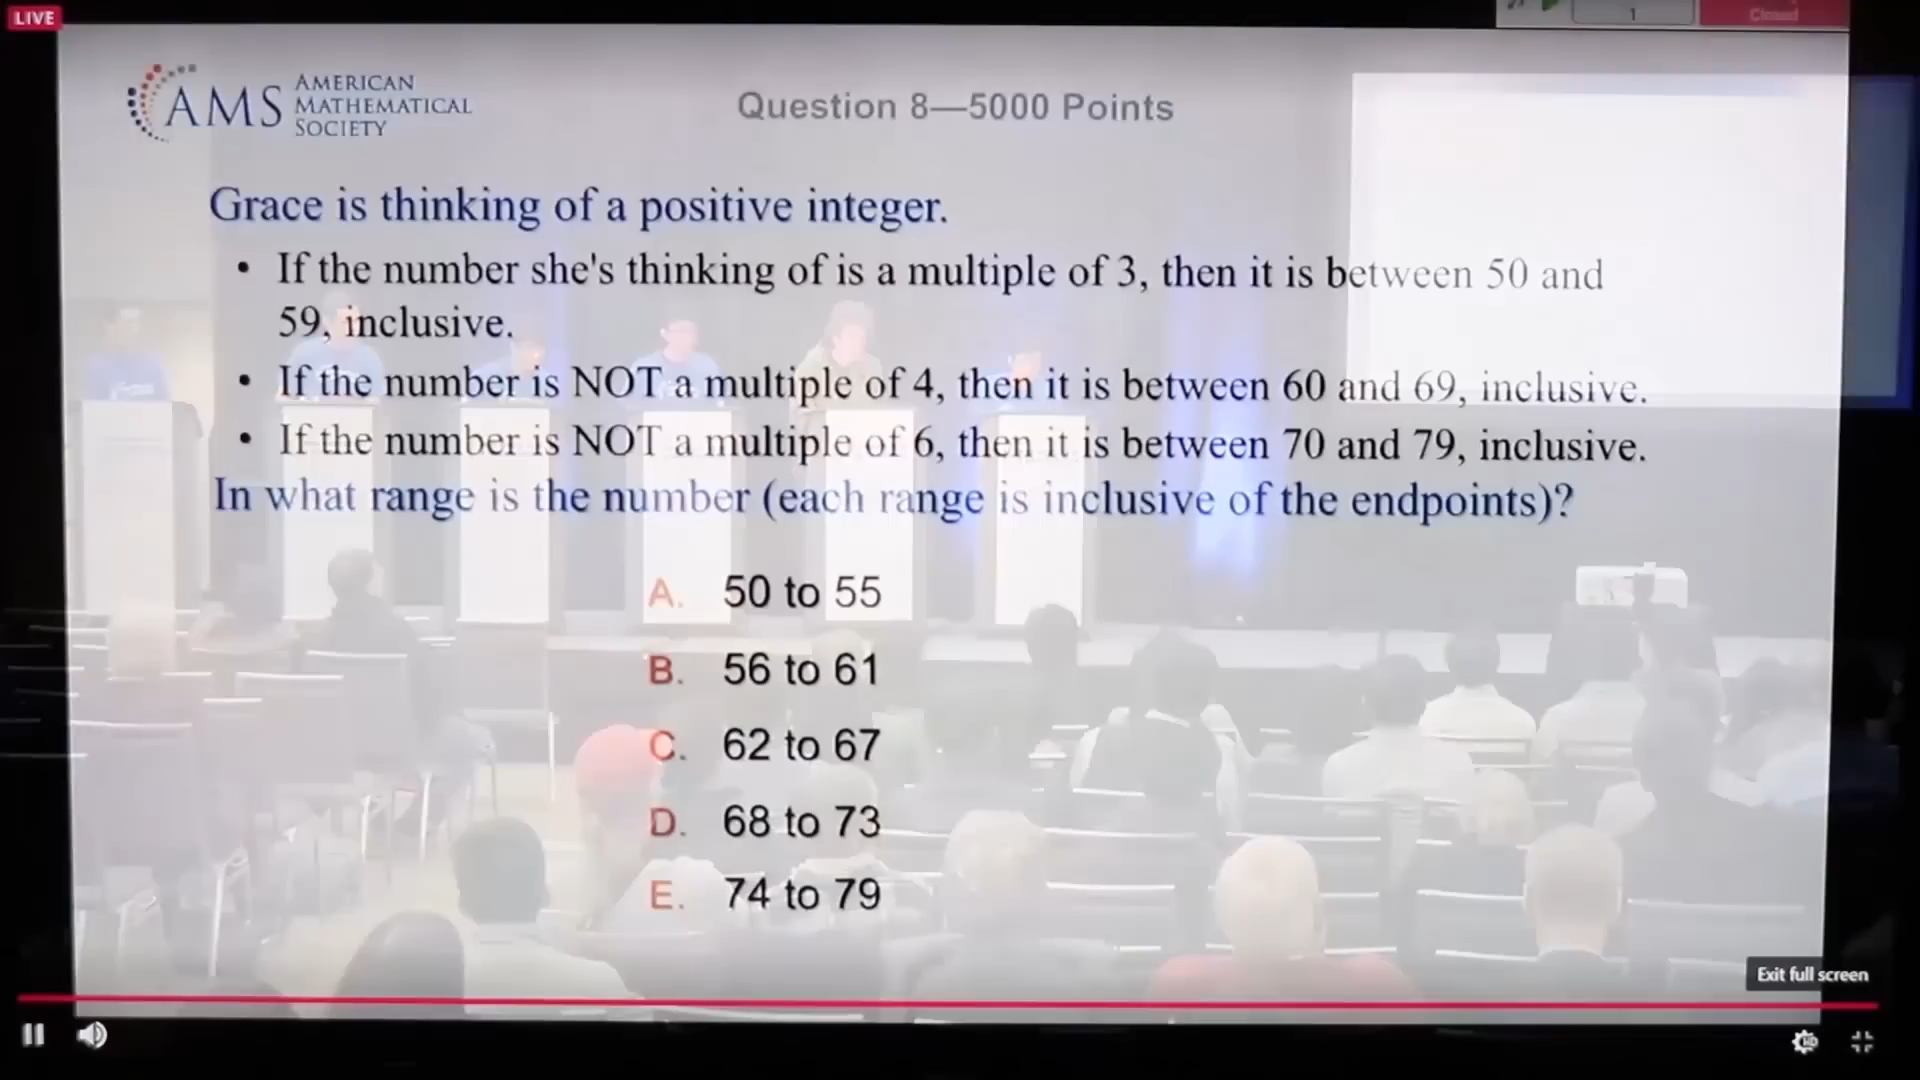 LIVE
1
Closed
AMS
AMERICAN
MATHEMATICAL
SOCIETY
Question 8—5000 Points
Grace is thinking of a positive integer.
• If the number she's thinking of is a multiple of 3, then it is between 50 and
59, inclusive.
• If the number is NOT a multiple of 4, then it is between 60 and 69, inclusive.
• If the number is NOT a multiple of 6, then it is between 70 and 79, inclusive.
In what range is the number (each range is inclusive of the endpoints)?
A. 50 to 55
B. 56 to 61
C. 62 to 67
D. 68 to 73
E. 74 to 79
Exit full screen
HD